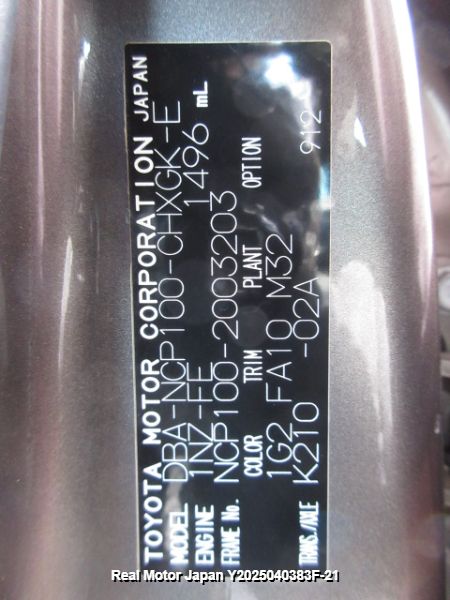 TOYOTA MOTOR CORPORATION JAPAN
MODEL DBA-NCP100-CHXGK-E
ENGINE 1NZ-FE 1496 mL
FRAME No. NCP100-2003203
COLOR TRIM PLANT OPTION
1G2 FA10 M32
TRANS./AXLE K210 -02A 912
Real Motor Japan Y2025040383F-21